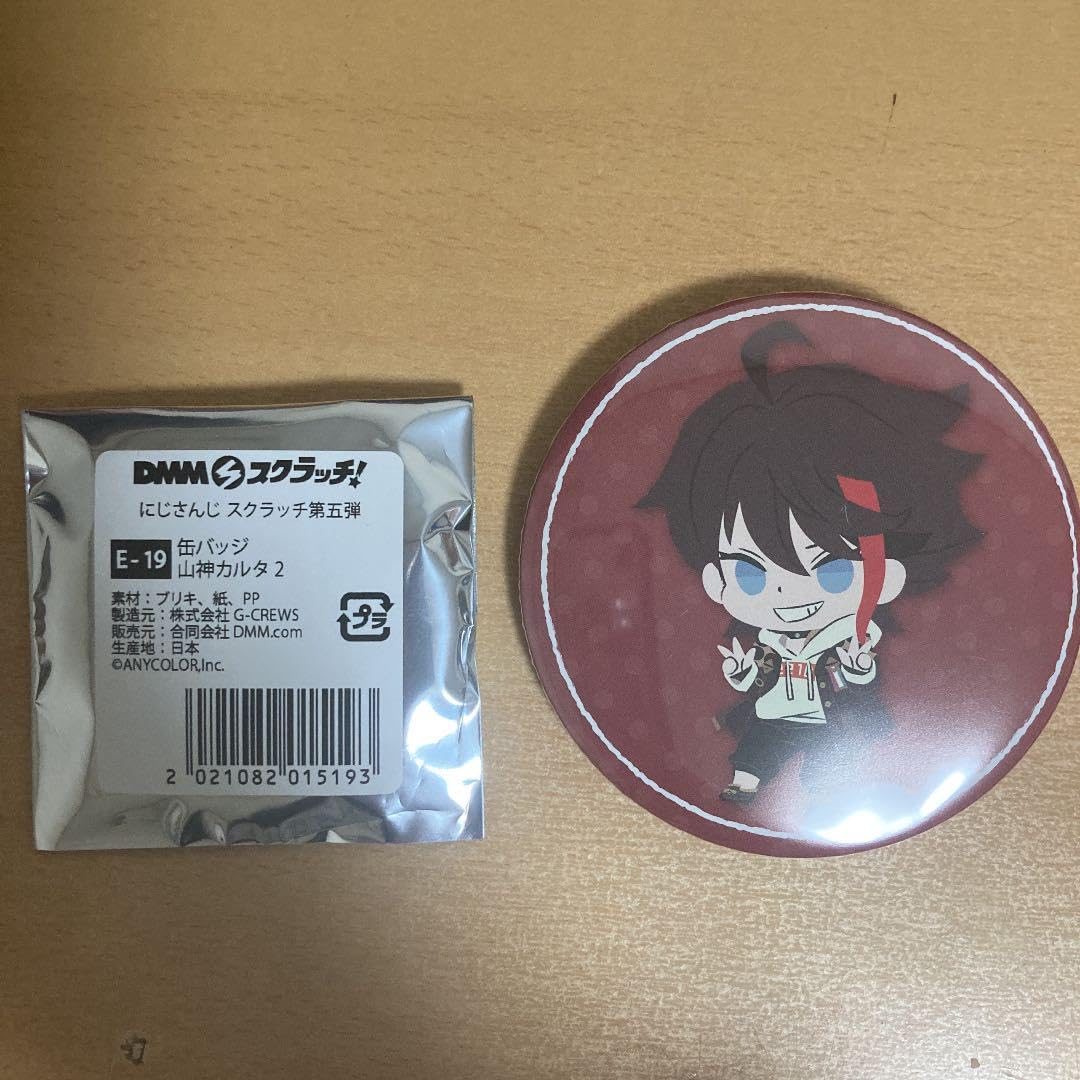 DMM スクラッチ!
にじさんじ スクラッチ第五弾
E-19
缶バッジ
山神カルタ 2
素材：ブリキ、紙、PP
製造元：株式会社 G-CREWS
販売元：合同会社 DMM.com
生産地：日本
©ANYCOLOR,Inc.
プラ
2 021082 015193